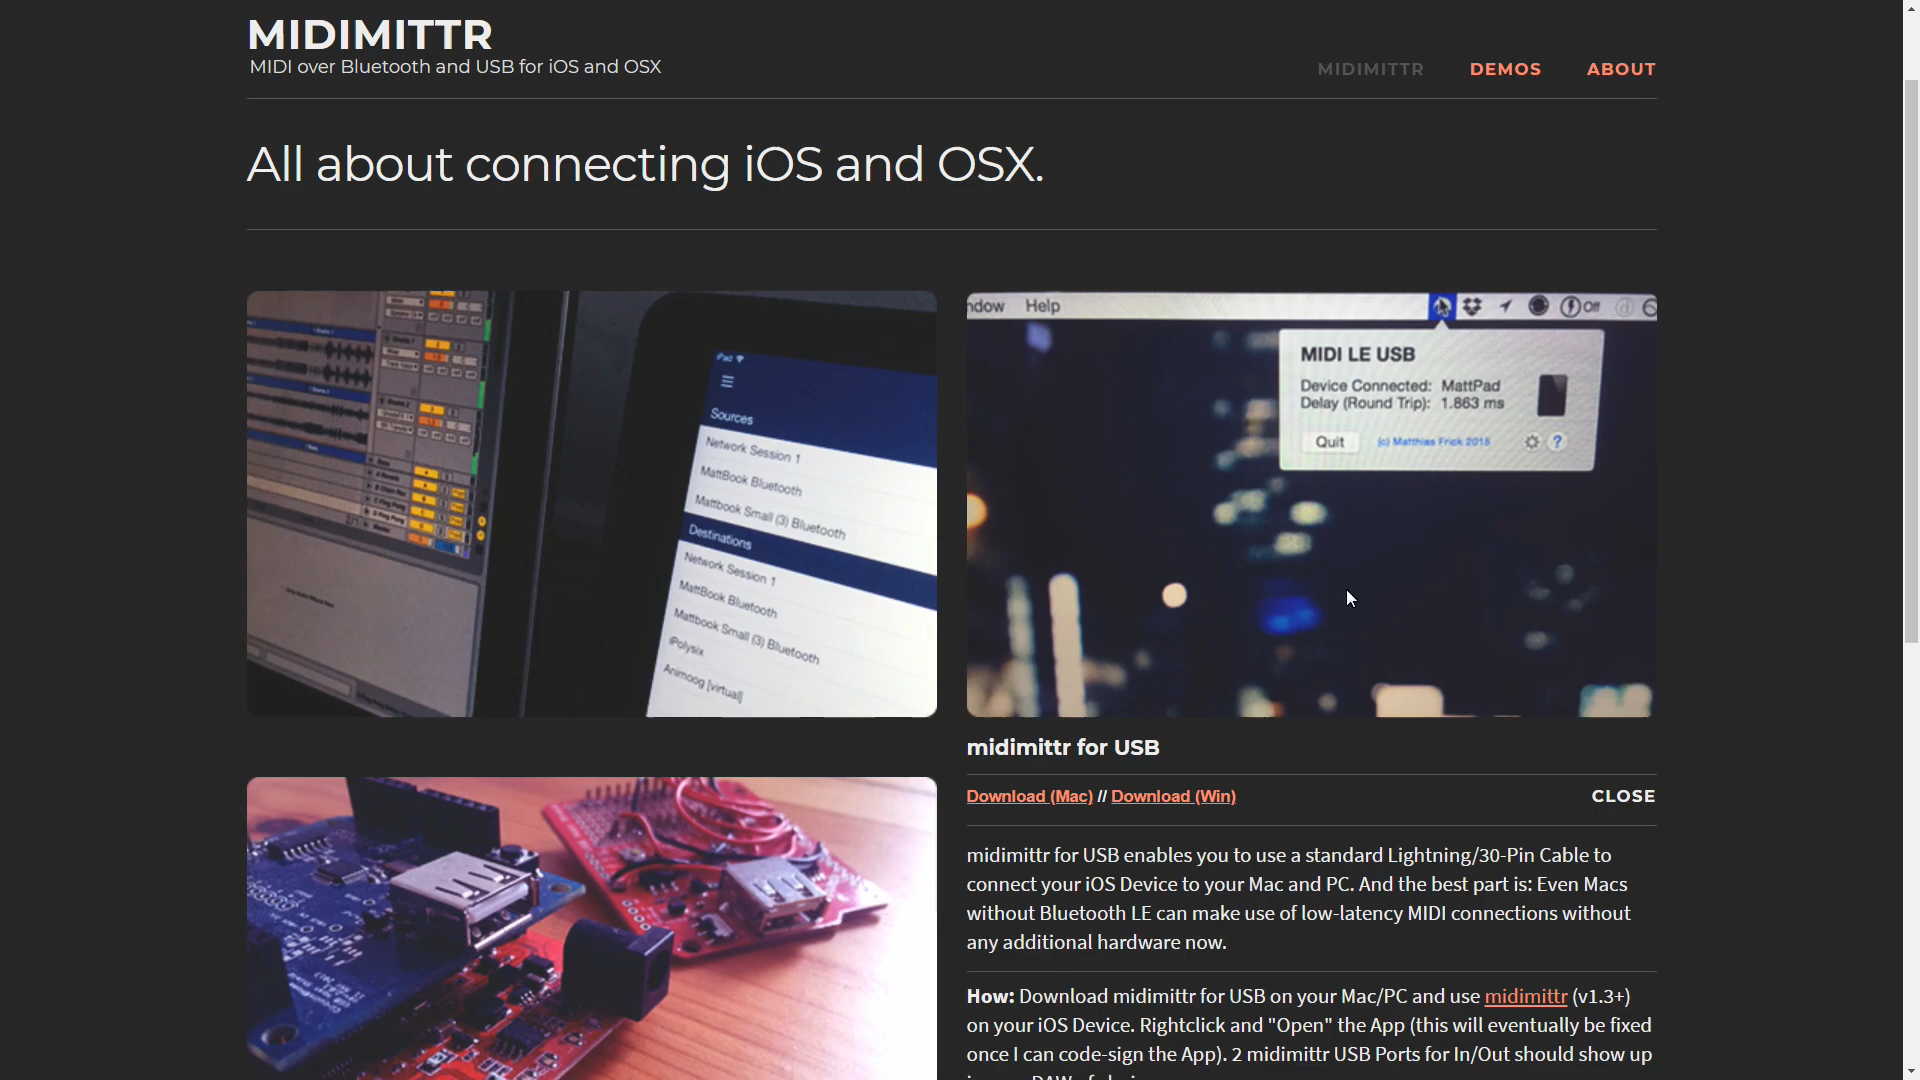 MIDIMITTR
MIDI over Bluetooth and USB for iOS and OSX
MIDIMITTR
DEMOS
ABOUT
All about connecting iOS and OSX.
iPad
Sources
Network Session 1
MattBook Bluetooth
Mattbook Small (3) Bluetooth
Destinations
Network Session 1
MattBook Bluetooth
Mattbook Small (3) Bluetooth
iPolysix
Animoog [virtual]
ndow Help
Off
MIDI LE USB
Device Connected: MattPad
Delay (Round Trip): 1.863 ms
Quit
(c) Matthias Frick 2015
?
midimittr for USB
Download (Mac) // Download (Win)
CLOSE
midimittr for USB enables you to use a standard Lightning/30-Pin Cable to
connect your iOS Device to your Mac and PC. And the best part is: Even Macs
without Bluetooth LE can make use of low-latency MIDI connections without
any additional hardware now.
How: Download midimittr for USB on your Mac/PC and use midimittr (v1.3+)
on your iOS Device. Rightclick and "Open" the App (this will eventually be fixed
once I can code-sign the App). 2 midimittr USB Ports for In/Out should show up